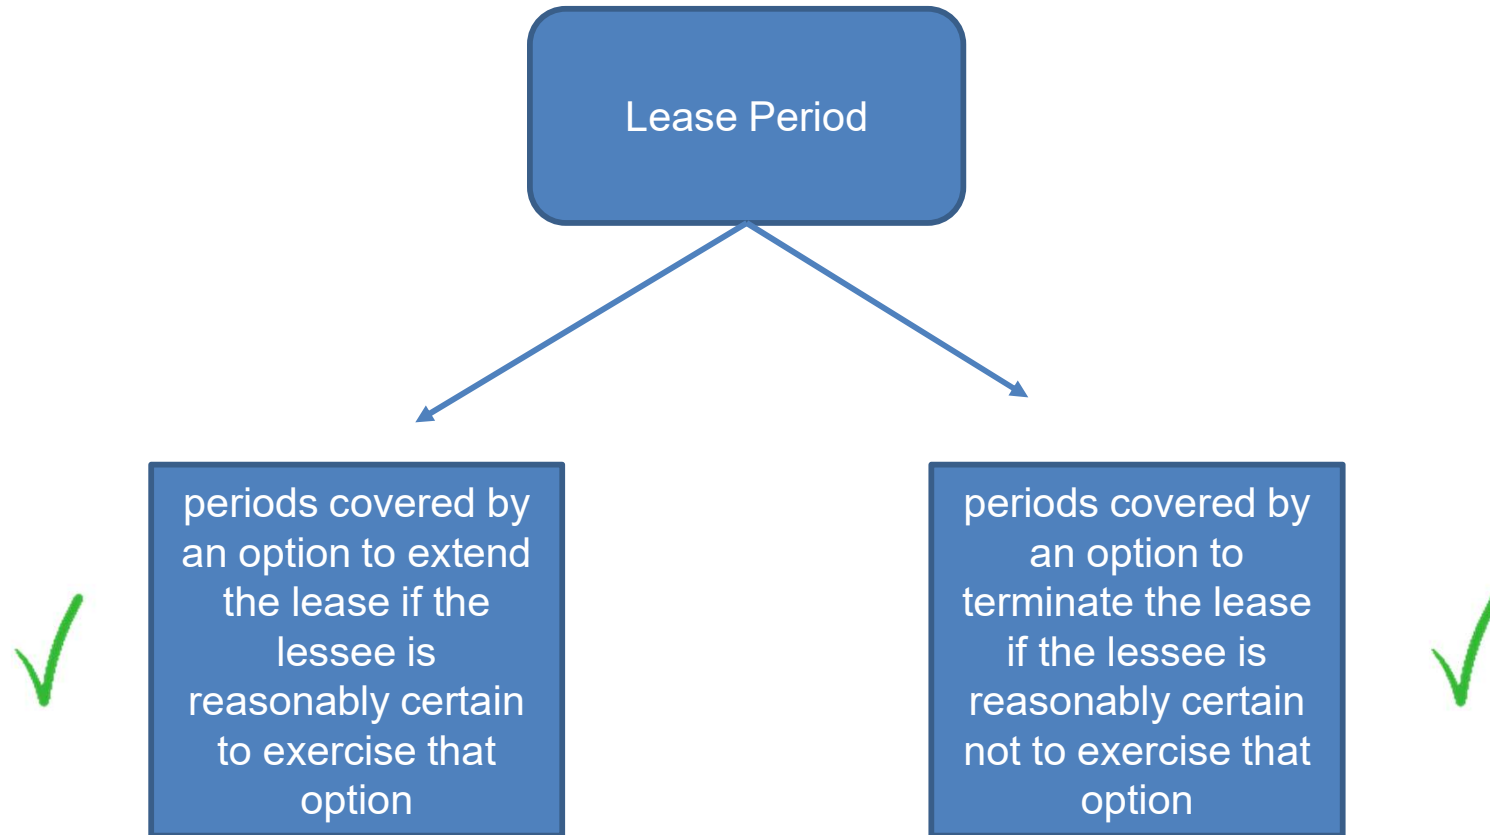 Lease Period
periods covered by
an option to extend
the lease if the
lessee is
reasonably certain
to exercise that
option
periods covered by
an option to
terminate the lease
if the lessee is
reasonably certain
not to exercise that
option